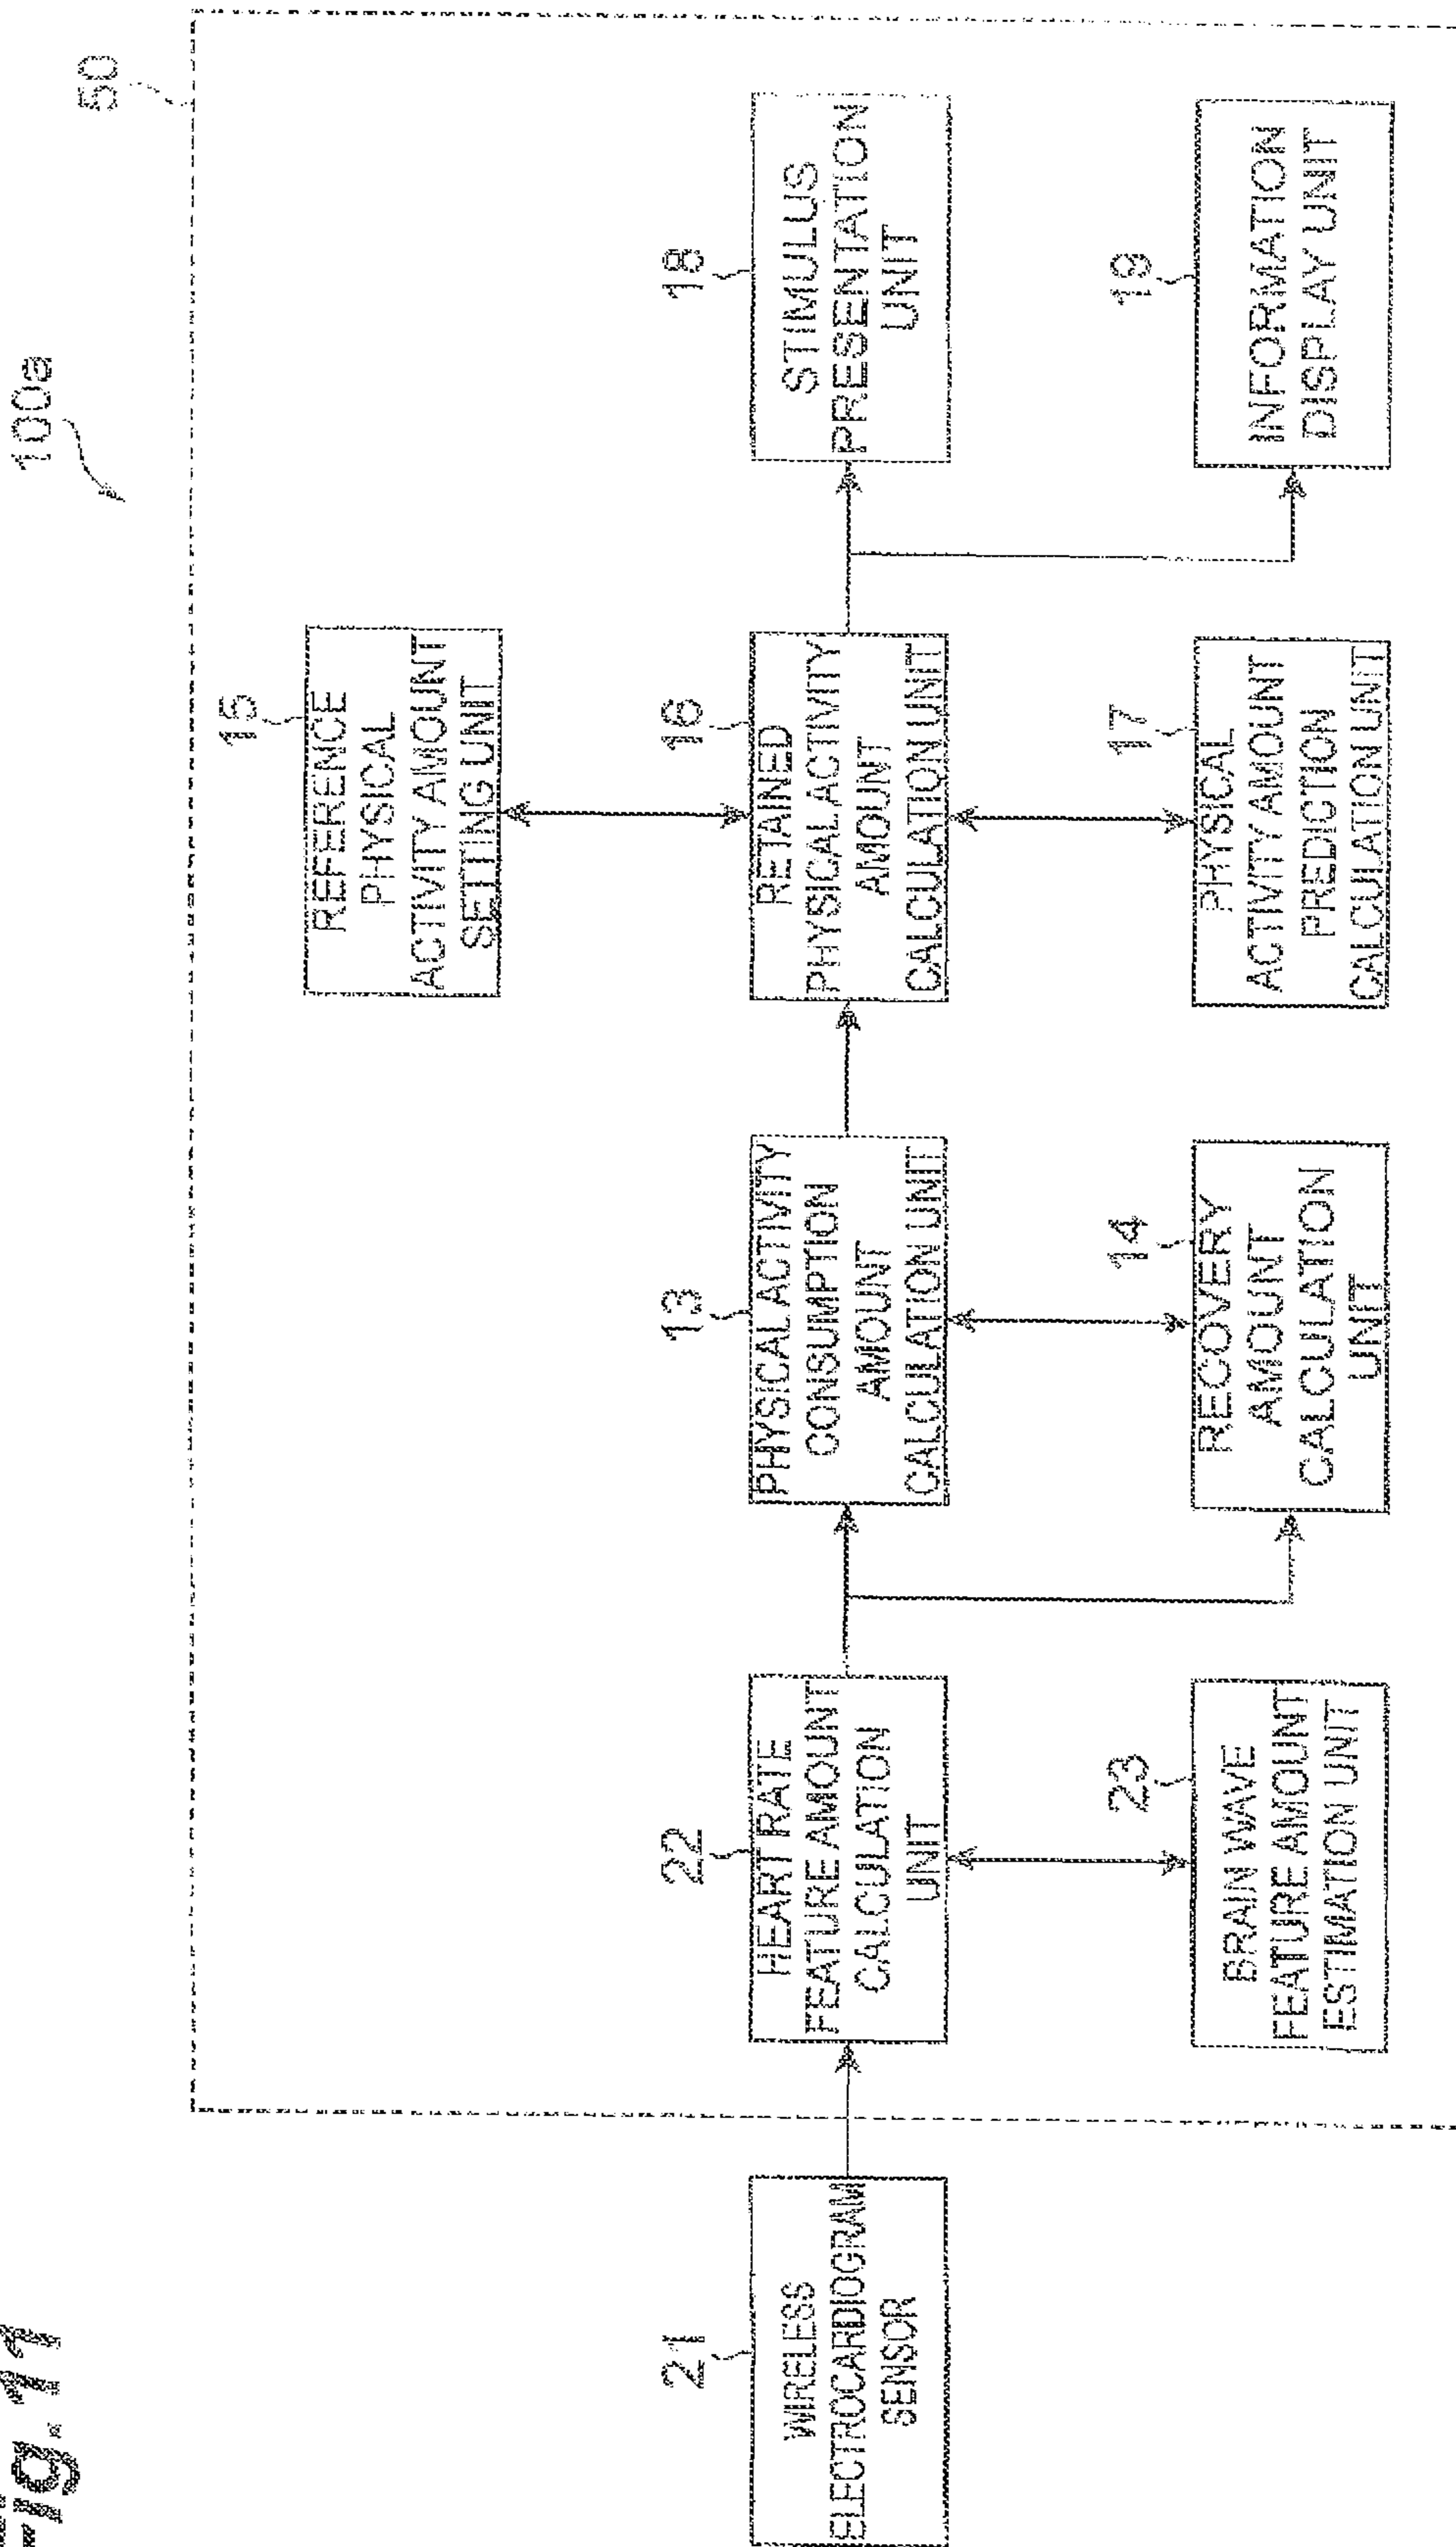 Fig. 11
100a
50
15
REFERENCE
PHYSICAL
ACTIVITY AMOUNT
SETTING UNIT
21
WIRELESS
ELECTROCARDIOGRAM
SENSOR
22
HEART RATE
FEATURE AMOUNT
CALCULATION
UNIT
13
PHYSICAL ACTIVITY
CONSUMPTION
AMOUNT
CALCULATION UNIT
16
RETAINED
PHYSICAL ACTIVITY
AMOUNT
CALCULATION UNIT
18
STIMULUS
PRESENTATION
UNIT
23
BRAIN WAVE
FEATURE AMOUNT
ESTIMATION UNIT
14
RECOVERY
AMOUNT
CALCULATION
UNIT
17
PHYSICAL
ACTIVITY AMOUNT
PREDICTION
CALCULATION UNIT
19
INFORMATION
DISPLAY UNIT